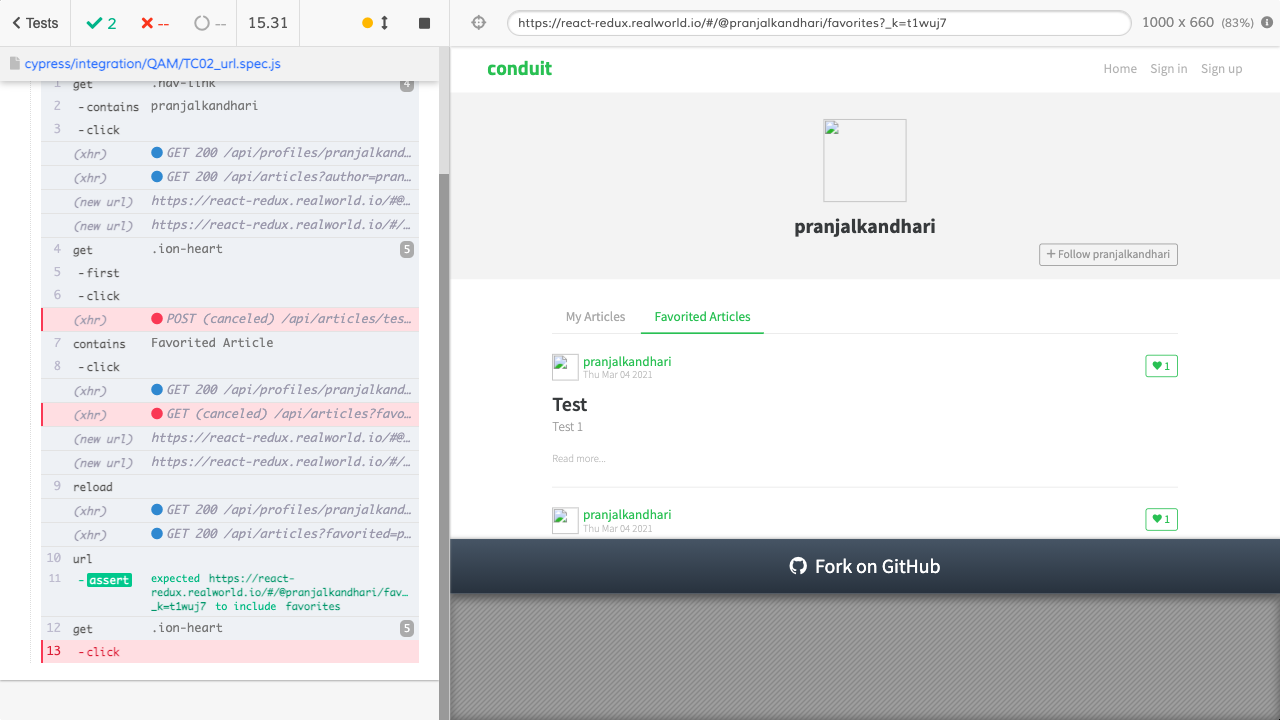 Tests
2
--
--
15.31
https://react-redux.realworld.io/#/@pranjalkandhari/favorites?_k=t1wuj7
1000 x 660 (83%)
cypress/integration/QAM/TC02_url.spec.js
1 get .nav-link 4
2 -contains pranjalkandhari
3 -click
(xhr) GET 200 /api/profiles/pranjalkand…
(xhr) GET 200 /api/articles?author=pran…
(new url) https://react-redux.realworld.io/#@…
(new url) https://react-redux.realworld.io/#/…
4 get .ion-heart 5
5 -first
6 -click
(xhr) POST (canceled) /api/articles/tes…
7 contains Favorited Article
8 -click
(xhr) GET 200 /api/profiles/pranjalkand…
(xhr) GET (canceled) /api/articles?favo…
(new url) https://react-redux.realworld.io/#@…
(new url) https://react-redux.realworld.io/#/…
9 reload
(xhr) GET 200 /api/profiles/pranjalkand…
(xhr) GET 200 /api/articles?favorited=p…
10 url
11 -assert expected https://react-
redux.realworld.io/#/@pranjalkandhari/fav…
_k=t1wuj7 to include favorites
12 get .ion-heart 5
13 -click
conduit
Home Sign in Sign up
pranjalkandhari
+ Follow pranjalkandhari
My Articles Favorited Articles
pranjalkandhari
Thu Mar 04 2021
1
Test
Test 1
Read more...
pranjalkandhari
Thu Mar 04 2021
1
Fork on GitHub